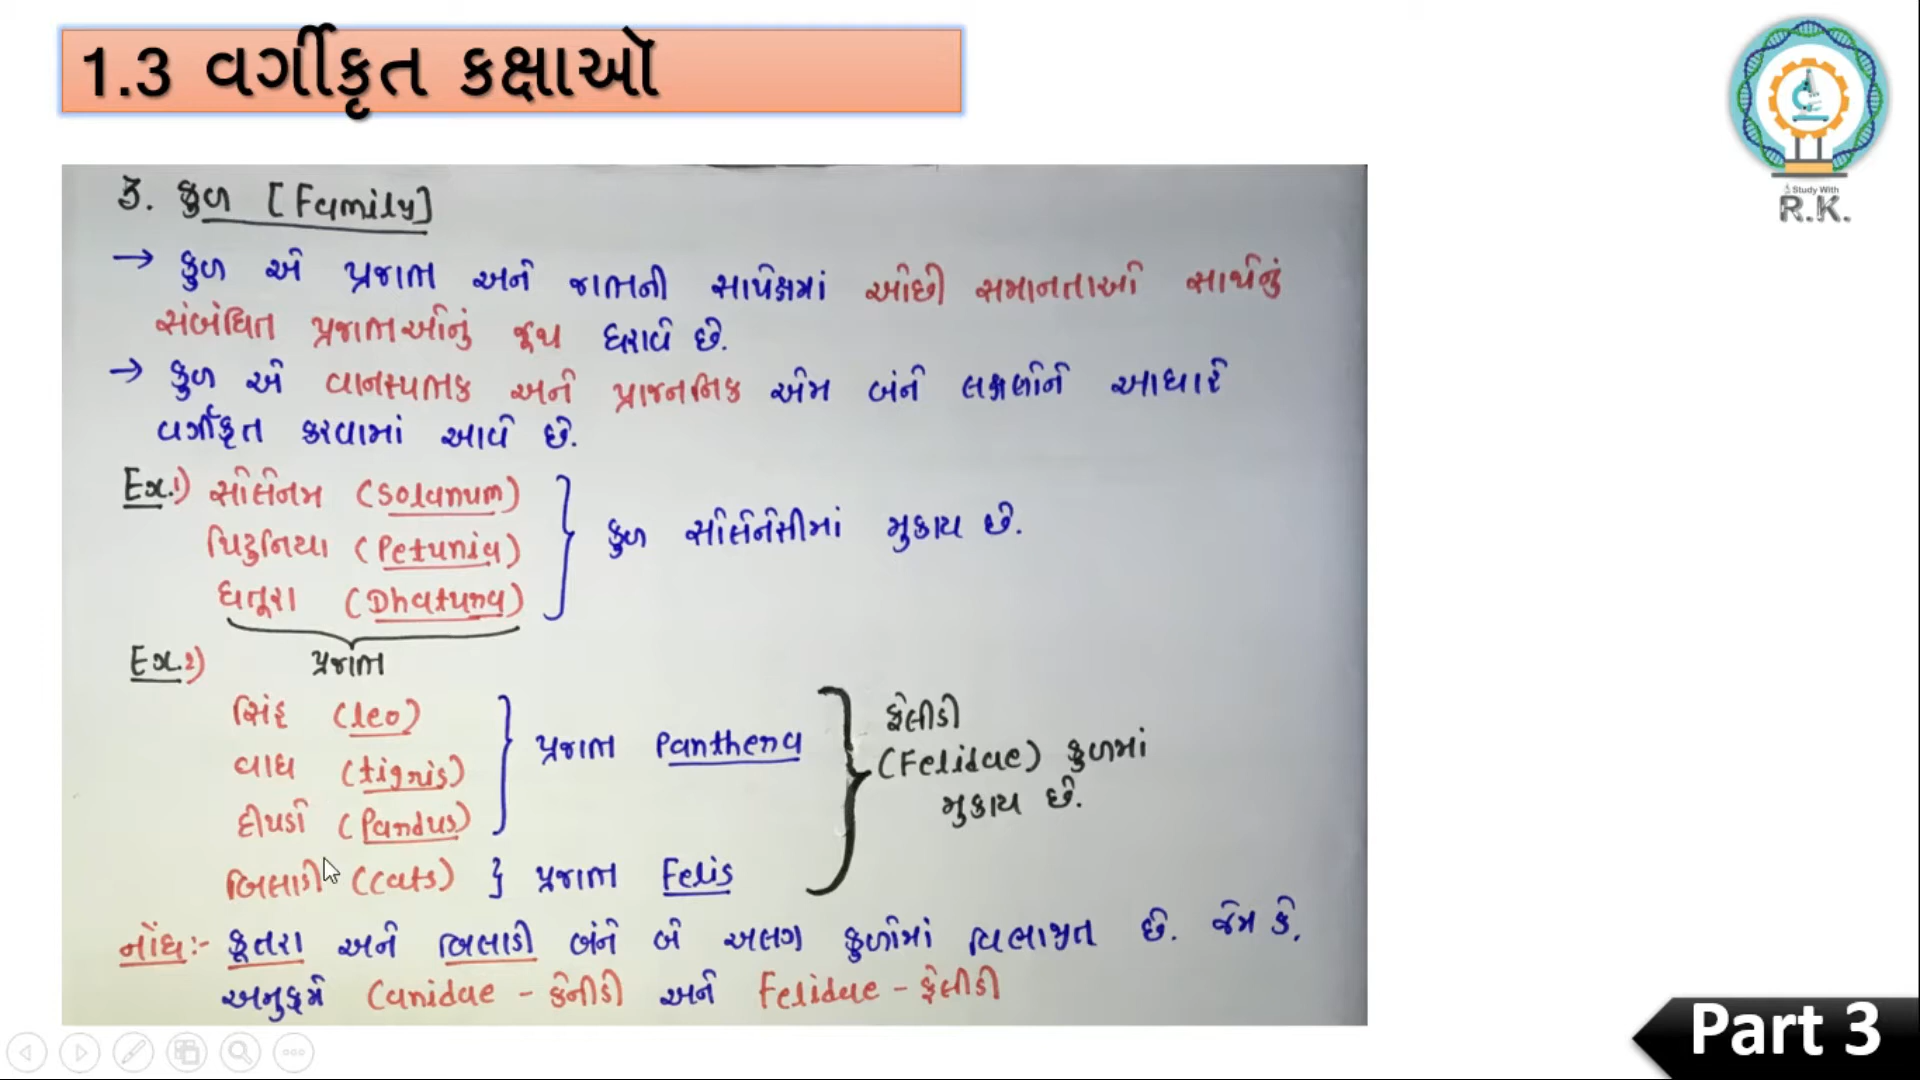 1.3 વર્ગીકૃત કક્ષાઓ
Study With
R.K.
3. કુળ [Family]
→ કુળ એ પ્રજાતિ અને જાતિની સાપેક્ષમાં ઓછી સમાનતાઓ સાથેનું
સંબંધિત પ્રજાતિઓનું જૂથ ધરાવે છે.
→ કુળ એ વાનસ્પતિક અને પ્રાજનનિક એમ બંને લક્ષણોને આધારે
વર્ગીકૃત કરવામાં આવે છે.
Ex.1) સોલેનમ (Solanum)
પિટુનિયા (Petunia)
ધતૂરા (Dhatura)
કુળ સોલેનેસીમાં મુકાય છે.
પ્રજાતિ
Ex.2)
સિંહ (leo)
વાઘ (tigris)
દીપડો (Pardus)
પ્રજાતિ Panthera
બિલાડી (cats) } પ્રજાતિ Felis
ફેલીડી
(Felidae) કુળમાં
મુકાય છે.
નોંધ:- કૂતરા અને બિલાડી બંને બે અલગ કુળોમાં વિભાજીત છે. જેમ કે,
અનુક્રમે Canidae - કેનીડી અને Felidae - ફેલીડી
Part 3